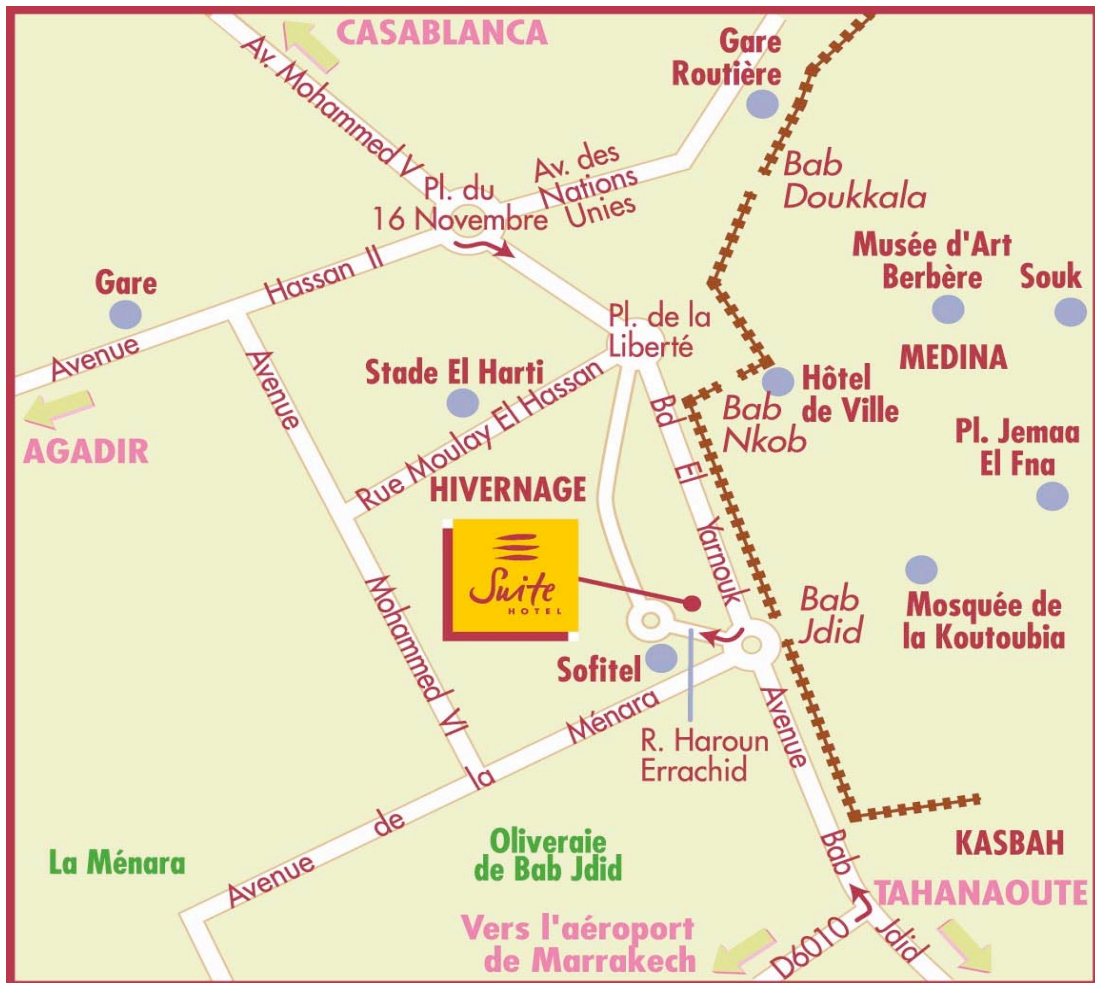 CASABLANCA
Av. Mohammed V
Gare
Routière
Av. des
Nations
Unies
Pl. du
16 Novembre
Bab
Doukkala
Musée d'Art
Berbère
Souk
Gare
Avenue Hassan II
Pl. de la
Liberté
MEDINA
Stade El Harti
Hôtel
de Ville
Bab
Nkob
AGADIR
Rue Moulay El Hassan
Pl. Jemaa
El Fna
HIVERNAGE
Bd El Yarnouk
Avenue Mohammed VI
Suite
HOTEL
Bab
Jdid
Mosquée de
la Koutoubia
Sofitel
R. Haroun
Errachid
Avenue de la Ménara
Avenue Bab Jdid
La Ménara
Oliveraie
de Bab Jdid
KASBAH
TAHANAOUTE
Vers l'aéroport
de Marrakech
D6010